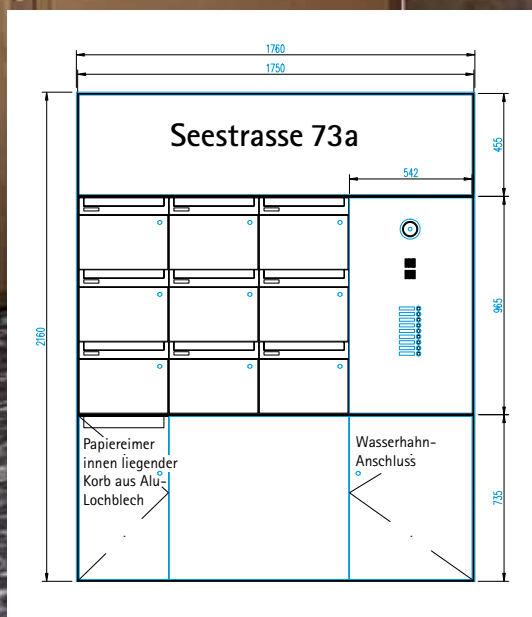 1760
1750
Seestrasse 73a
455
542
2160
965
Papiereimer
innen liegender
Korb aus Alu-
Lochblech
Wasserhahn-
Anschluss
735